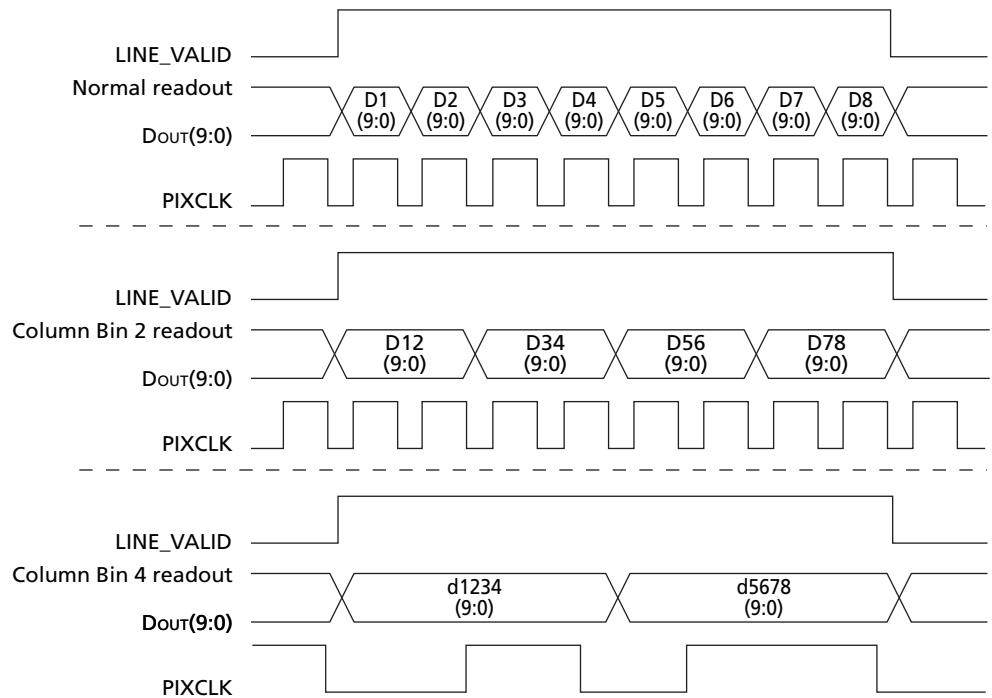 LINE_VALID
Normal readout
D1 D2 D3 D4 D5 D6 D7 D8
(9:0) (9:0) (9:0) (9:0) (9:0) (9:0) (9:0) (9:0)
DOUT(9:0)
PIXCLK
LINE_VALID
Column Bin 2 readout
D12 D34 D56 D78
(9:0) (9:0) (9:0) (9:0)
DOUT(9:0)
PIXCLK
LINE_VALID
Column Bin 4 readout
d1234 d5678
(9:0) (9:0)
DOUT(9:0)
PIXCLK